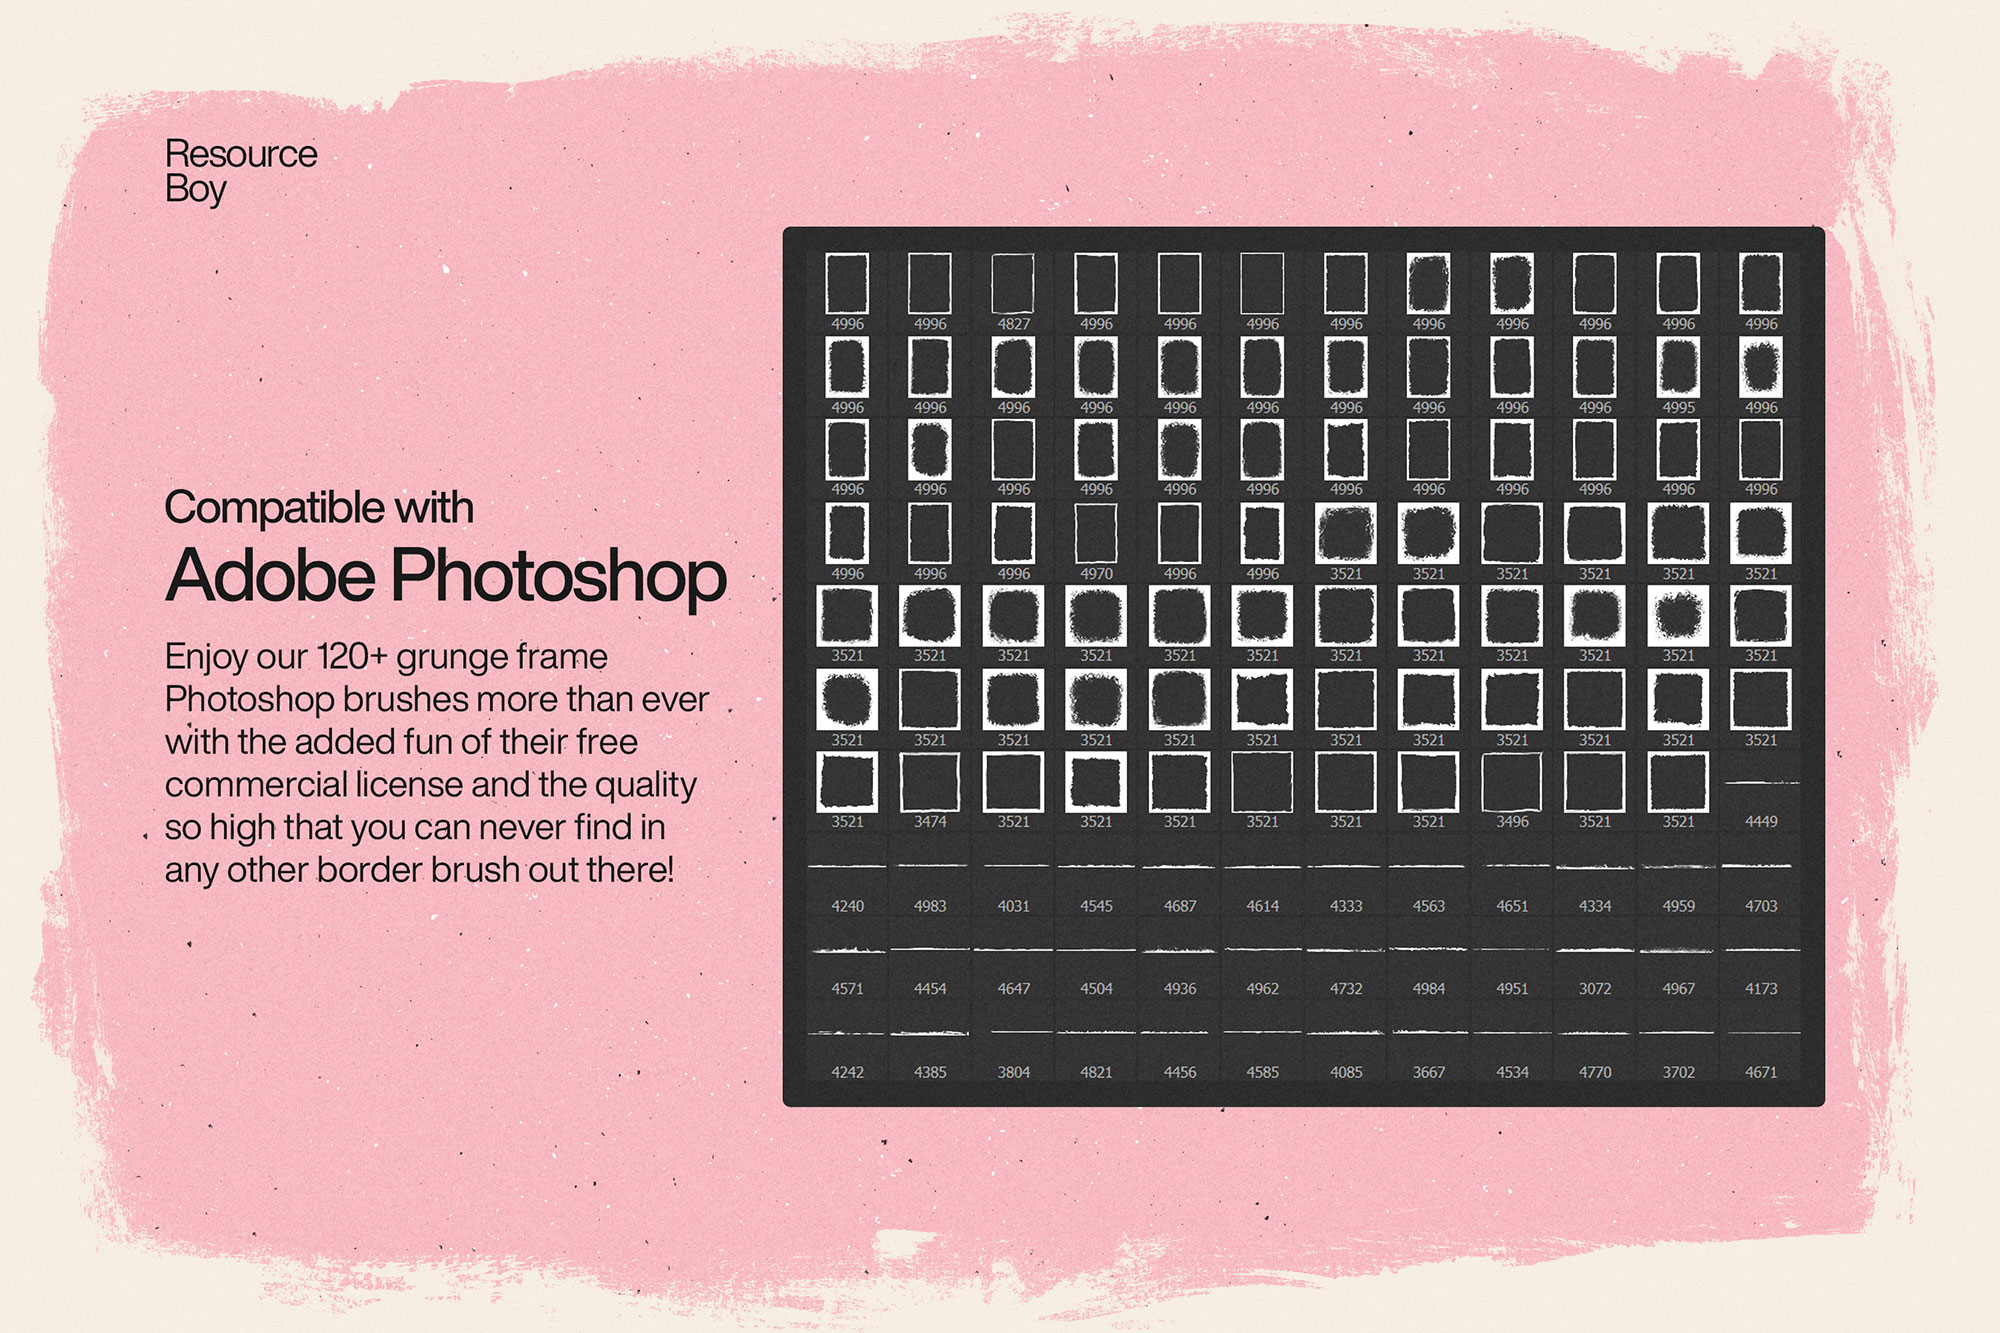 Resource
Boy
Compatible with
Adobe Photoshop
Enjoy our 120+ grunge frame
Photoshop brushes more than ever
with the added fun of their free
commercial license and the quality
so high that you can never find in
any other border brush out there!
4996 4996 4827 4996 4996 4996 4996 4996 4996 4996 4996 4996
4996 4996 4996 4996 4996 4996 4996 4996 4996 4996 4995 4996
4996 4996 4996 4996 4996 4996 4996 4996 4996 4996 4996 4996
4996 4996 4996 4970 4996 4996 3521 3521 3521 3521 3521 3521
3521 3521 3521 3521 3521 3521 3521 3521 3521 3521 3521 3521
3521 3521 3521 3521 3521 3521 3521 3521 3521 3521 3521 3521
3521 3474 3521 3521 3521 3521 3521 3521 3496 3521 3521 4449
4240 4983 4031 4545 4687 4614 4333 4563 4651 4334 4959 4703
4571 4454 4647 4504 4936 4962 4732 4984 4951 3072 4967 4173
4242 4385 3804 4821 4456 4585 4085 3667 4534 4770 3702 4671